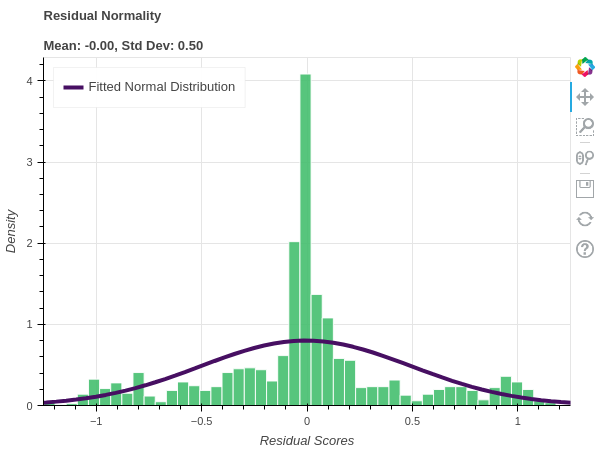 Residual Normality
Mean: -0.00, Std Dev: 0.50
Fitted Normal Distribution
4
3
2
1
0
Density
−1
−0.5
0
0.5
1
Residual Scores